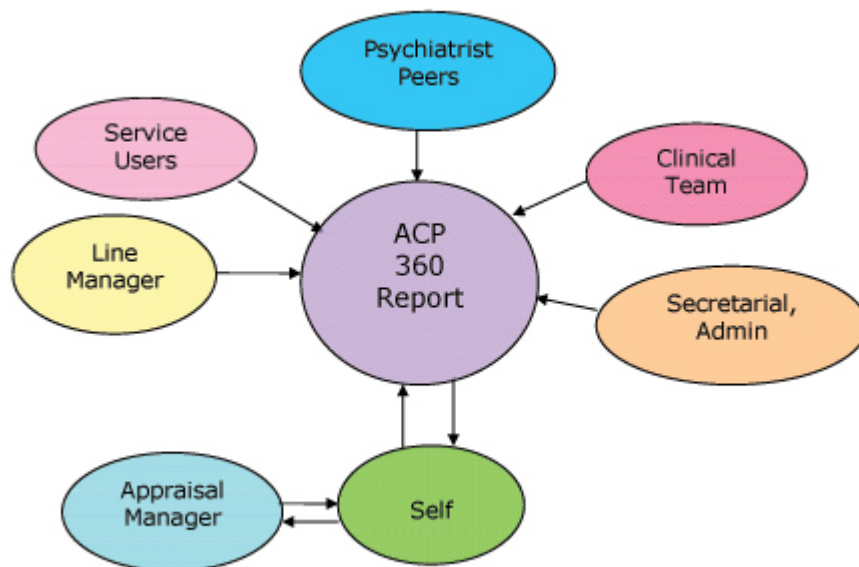 Psychiatrist
Peers
Service
Users
Clinical
Team
ACP
360
Report
Line
Manager
Secretarial,
Admin
Appraisal
Manager
Self